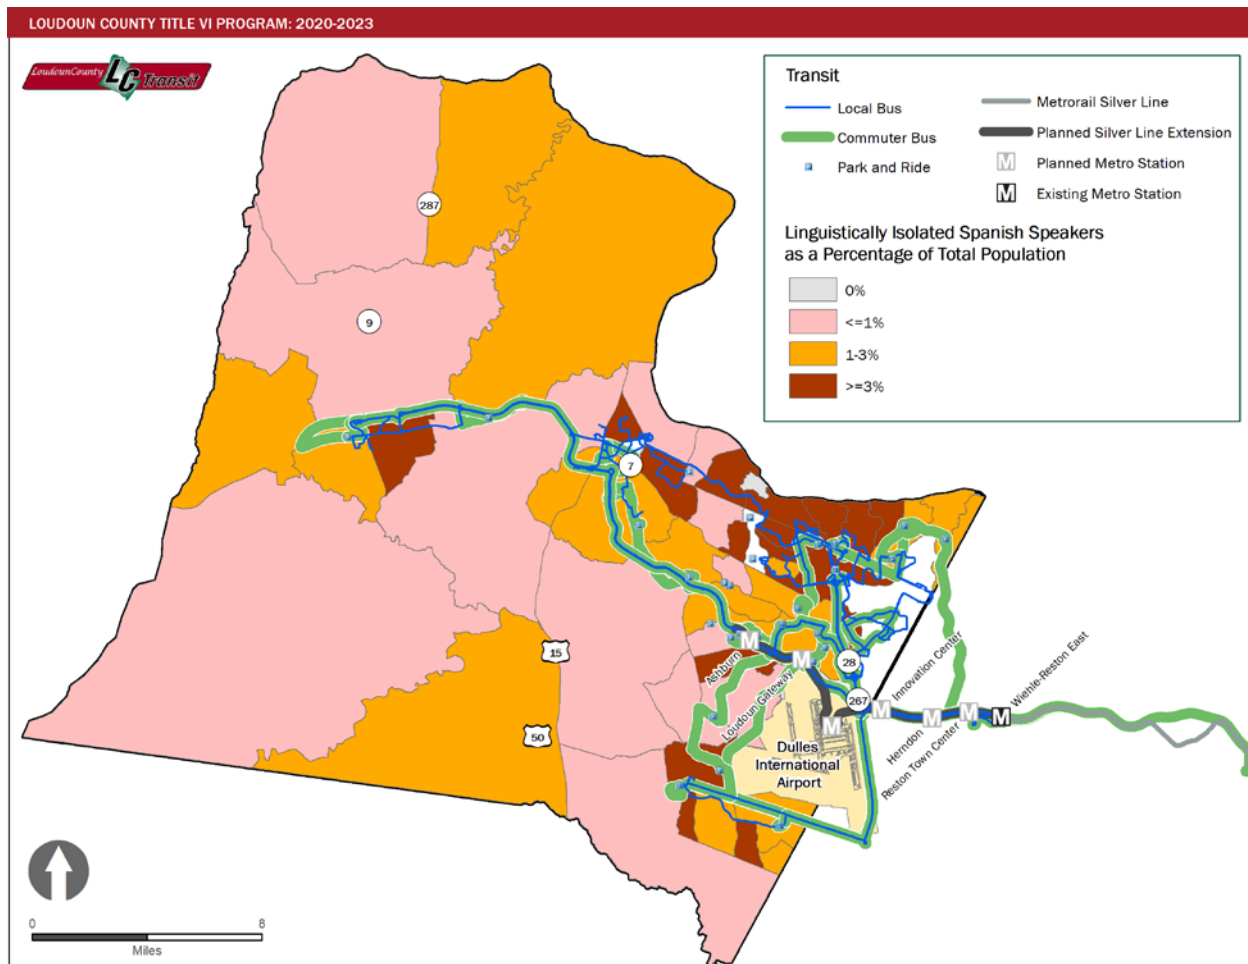 LOUDOUN COUNTY TITLE VI PROGRAM: 2020-2023
LoudounCounty LC Transit
Transit
Local Bus
Commuter Bus
Park and Ride
Metrorail Silver Line
Planned Silver Line Extension
M Planned Metro Station
M Existing Metro Station
Linguistically Isolated Spanish Speakers
as a Percentage of Total Population
0%
<=1%
1-3%
>=3%
287
9
7
15
50
28
267
M
M
M
M
M
M
M
Ashburn
Loudoun Gateway
Innovation Center
Herndon
Reston Town Center
Wiehle-Reston East
Dulles
International
Airport
0
8
Miles